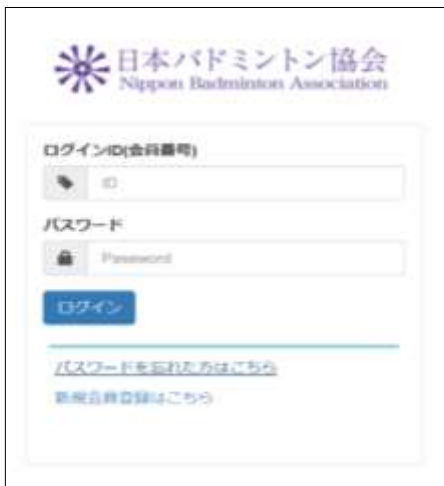 日本バドミントン協会
Nippon Badminton Association
ログインID(会員番号)
ID
パスワード
Password
ログイン
パスワードを忘れた方はこちら
新規会員登録はこちら